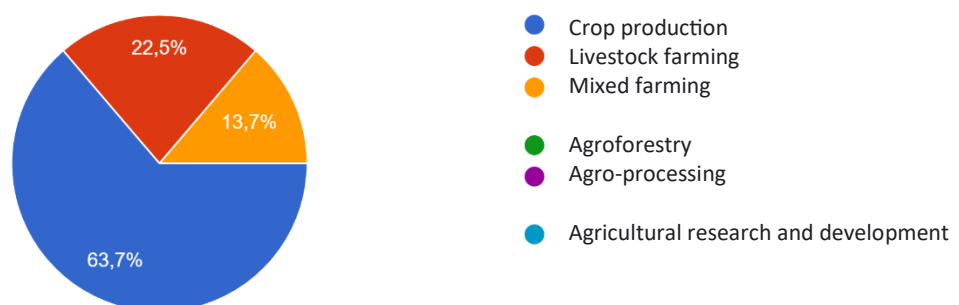 22,5%
13,7%
63,7%
Crop production
Livestock farming
Mixed farming
Agroforestry
Agro-processing
Agricultural research and development